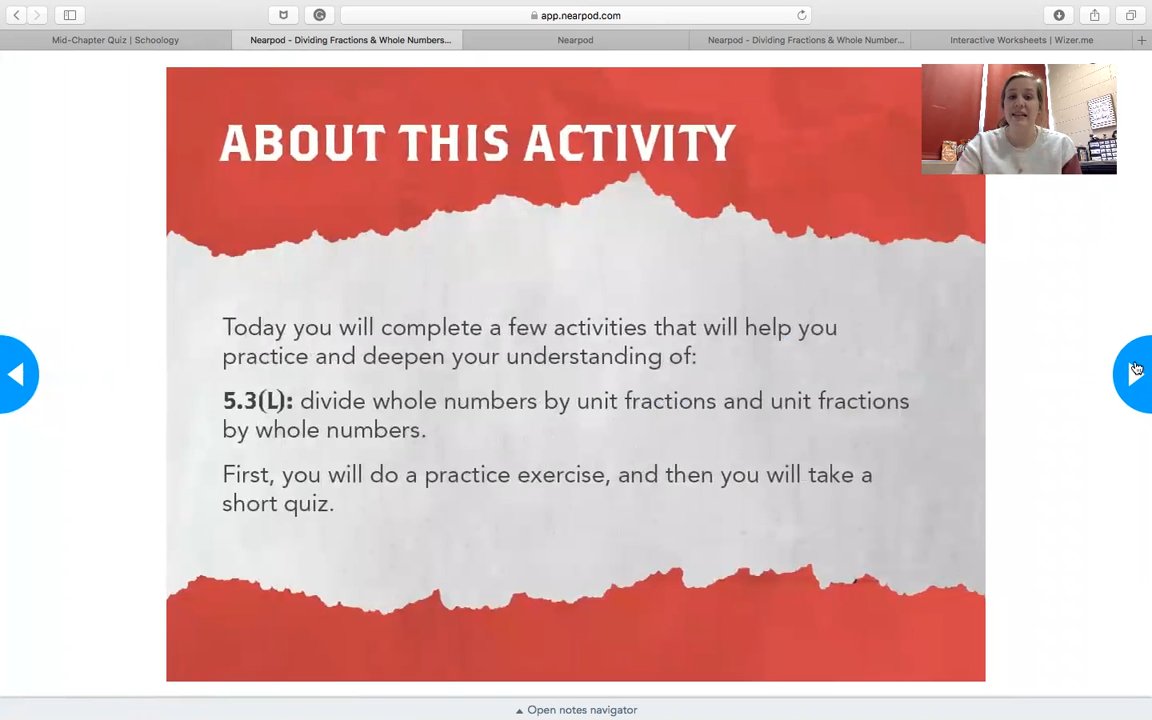 app.nearpod.com
Mid-Chapter Quiz | Schoology
Nearpod - Dividing Fractions & Whole Numbers...
Nearpod
Nearpod - Dividing Fractions & Whole Number...
Interactive Worksheets | Wizer.me
ABOUT THIS ACTIVITY
Today you will complete a few activities that will help you
practice and deepen your understanding of:
5.3(L): divide whole numbers by unit fractions and unit fractions
by whole numbers.
First, you will do a practice exercise, and then you will take a
short quiz.
Open notes navigator